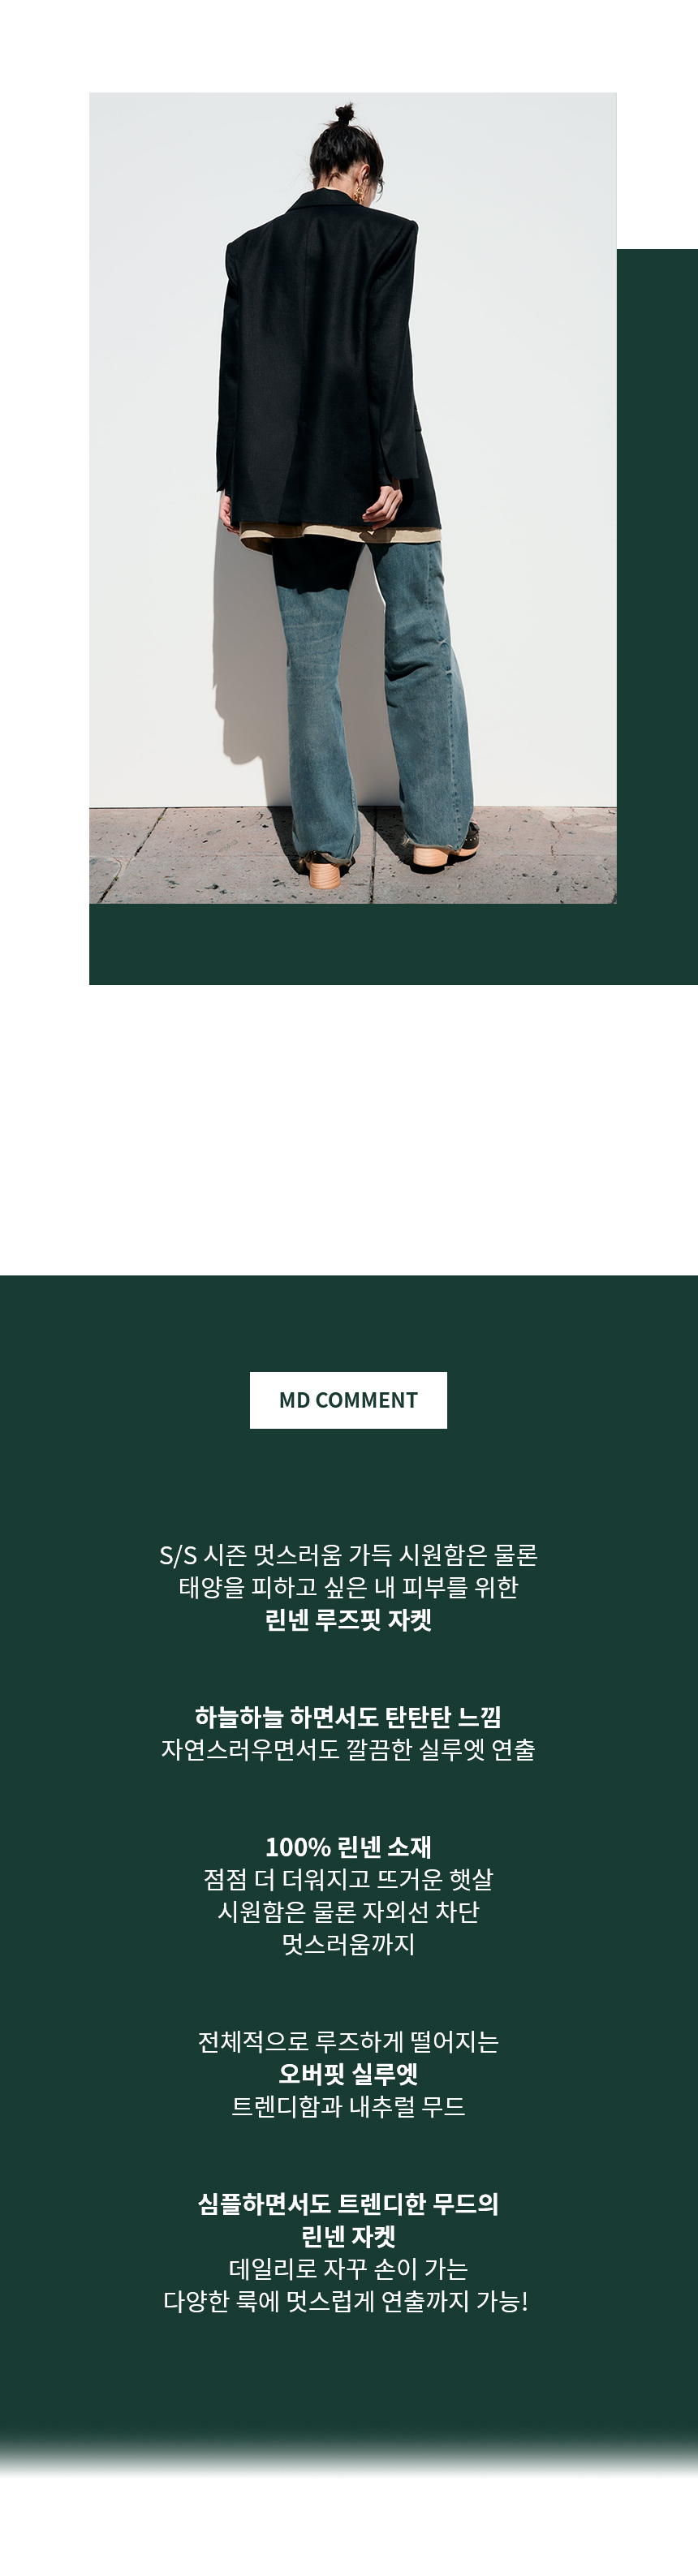 MD COMMENT
S/S 시즌 멋스러움 가득 시원함은 물론
태양을 피하고 싶은 내 피부를 위한
린넨 루즈핏 자켓
하늘하늘 하면서도 탄탄탄 느낌
자연스러우면서도 깔끔한 실루엣 연출
100% 린넨 소재
점점 더 더워지고 뜨거운 햇살
시원함은 물론 자외선 차단
멋스러움까지
전체적으로 루즈하게 떨어지는
오버핏 실루엣
트렌디함과 내추럴 무드
심플하면서도 트렌디한 무드의
린넨 자켓
데일리로 자꾸 손이 가는
다양한 룩에 멋스럽게 연출까지 가능!